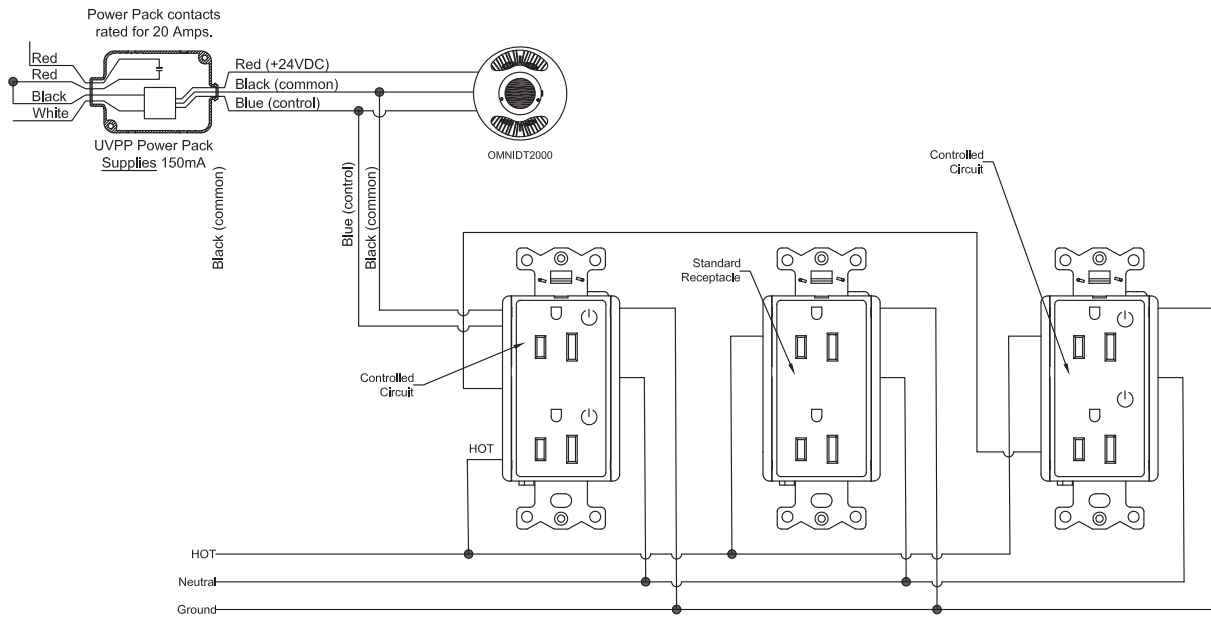 Power Pack contacts
rated for 20 Amps.
Red
Red
Black
White
UVPP Power Pack
Supplies 150mA
Red (+24VDC)
Black (common)
Blue (control)
OMNIDT2000
Black (common)
Blue (control)
Black (common)
Controlled
Circuit
Standard
Receptacle
Controlled
Circuit
HOT
HOT
Neutral
Ground